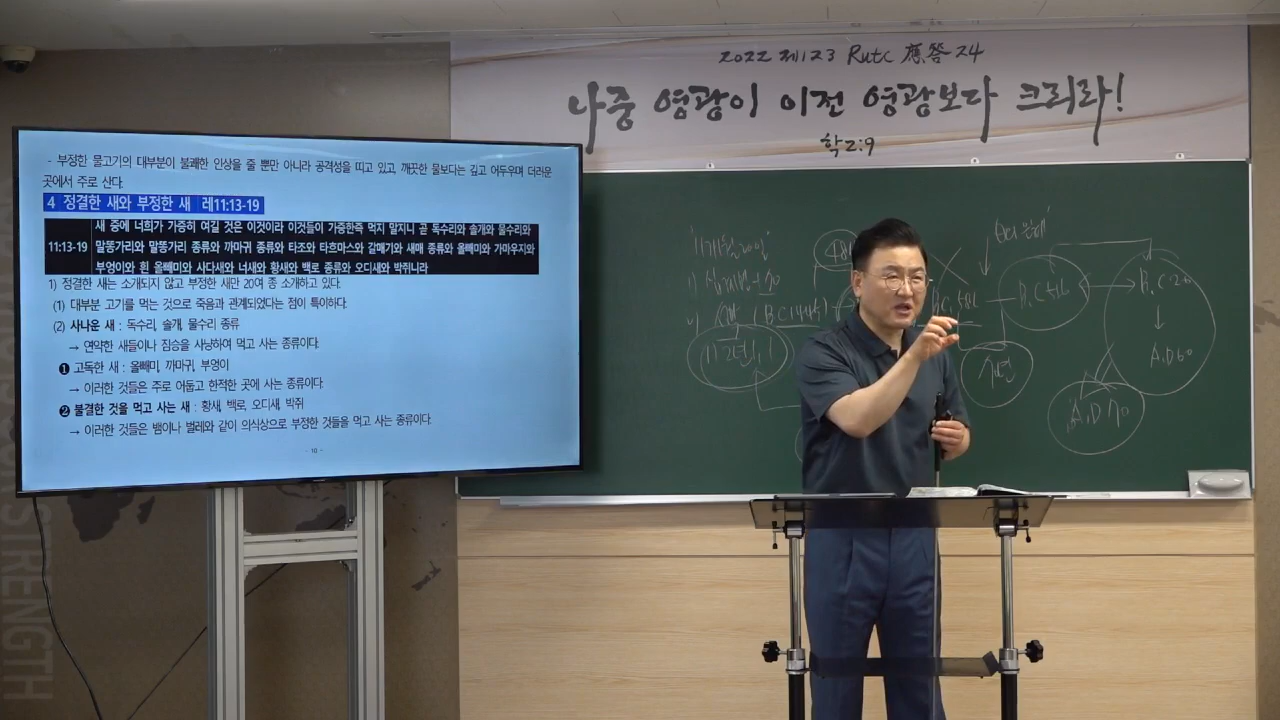 2022 제123 Rutc 應答 24
나중 영광이 이전 영광보다 크리라!
학2:9
- 부정한 물고기의 대부분이 불쾌한 인상을 줄 뿐만 아니라 공격성을 띠고 있고, 깨끗한 물보다는 깊고 어두우며 더러운
곳에서 주로 산다.
4 정결한 새와 부정한 새 | 레11:13-19
11:13-19
새 중에 너희가 가증히 여길 것은 이것이라 이것들이 가증한즉 먹지 말지니 곧 독수리와 솔개와 물수리와
말똥가리와 말똥가리 종류와 까마귀 종류와 타조와 타흐마스와 갈매기와 새매 종류와 올빼미와 가마우지와
부엉이와 흰 올빼미와 사다새와 너새와 황새와 백로 종류와 오디새와 박쥐니라
1) 정결한 새는 소개되지 않고 부정한 새만 20여 종 소개하고 있다.
(1) 대부분 고기를 먹는 것으로 죽음과 관계되었다는 점이 특이하다.
(2) 사나운 새 : 독수리, 솔개, 물수리 종류
→ 연약한 새들이나 짐승을 사냥하여 먹고 사는 종류이다.
❶ 고독한 새 : 올빼미, 까마귀, 부엉이
→ 이러한 것들은 주로 어둡고 한적한 곳에 사는 종류이다.
❷ 불결한 것을 먹고 사는 새 : 황새, 백로, 오디새, 박쥐
→ 이러한 것들은 뱀이나 벌레와 같이 의식상으로 부정한 것들을 먹고 사는 종류이다.
- 10 -
B.C 586
B.C 516
A.D 60
A.D 70
STRENGTH